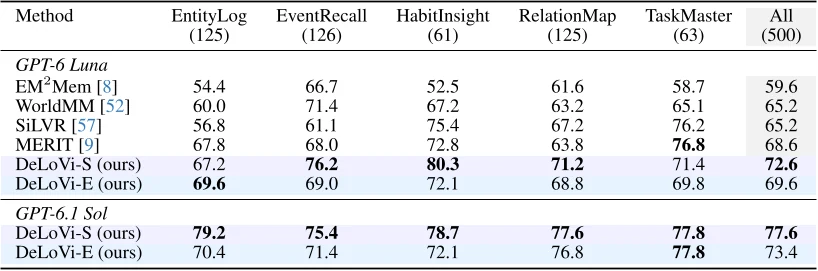 Method EntityLog EventRecall HabitInsight RelationMap TaskMaster All
(125) (126) (61) (125) (63) (500)
GPT-6 Luna
EM²Mem [8] 54.4 66.7 52.5 61.6 58.7 59.6
WorldMM [52] 60.0 71.4 67.2 63.2 65.1 65.2
SiLVR [57] 56.8 61.1 75.4 67.2 76.2 65.2
MERIT [9] 67.8 68.0 72.8 63.8 76.8 68.6
DeLoVi-S (ours) 67.2 76.2 80.3 71.2 71.4 72.6
DeLoVi-E (ours) 69.6 69.0 72.1 68.8 69.8 69.6
GPT-6.1 Sol
DeLoVi-S (ours) 79.2 75.4 78.7 77.6 77.8 77.6
DeLoVi-E (ours) 70.4 71.4 72.1 76.8 77.8 73.4